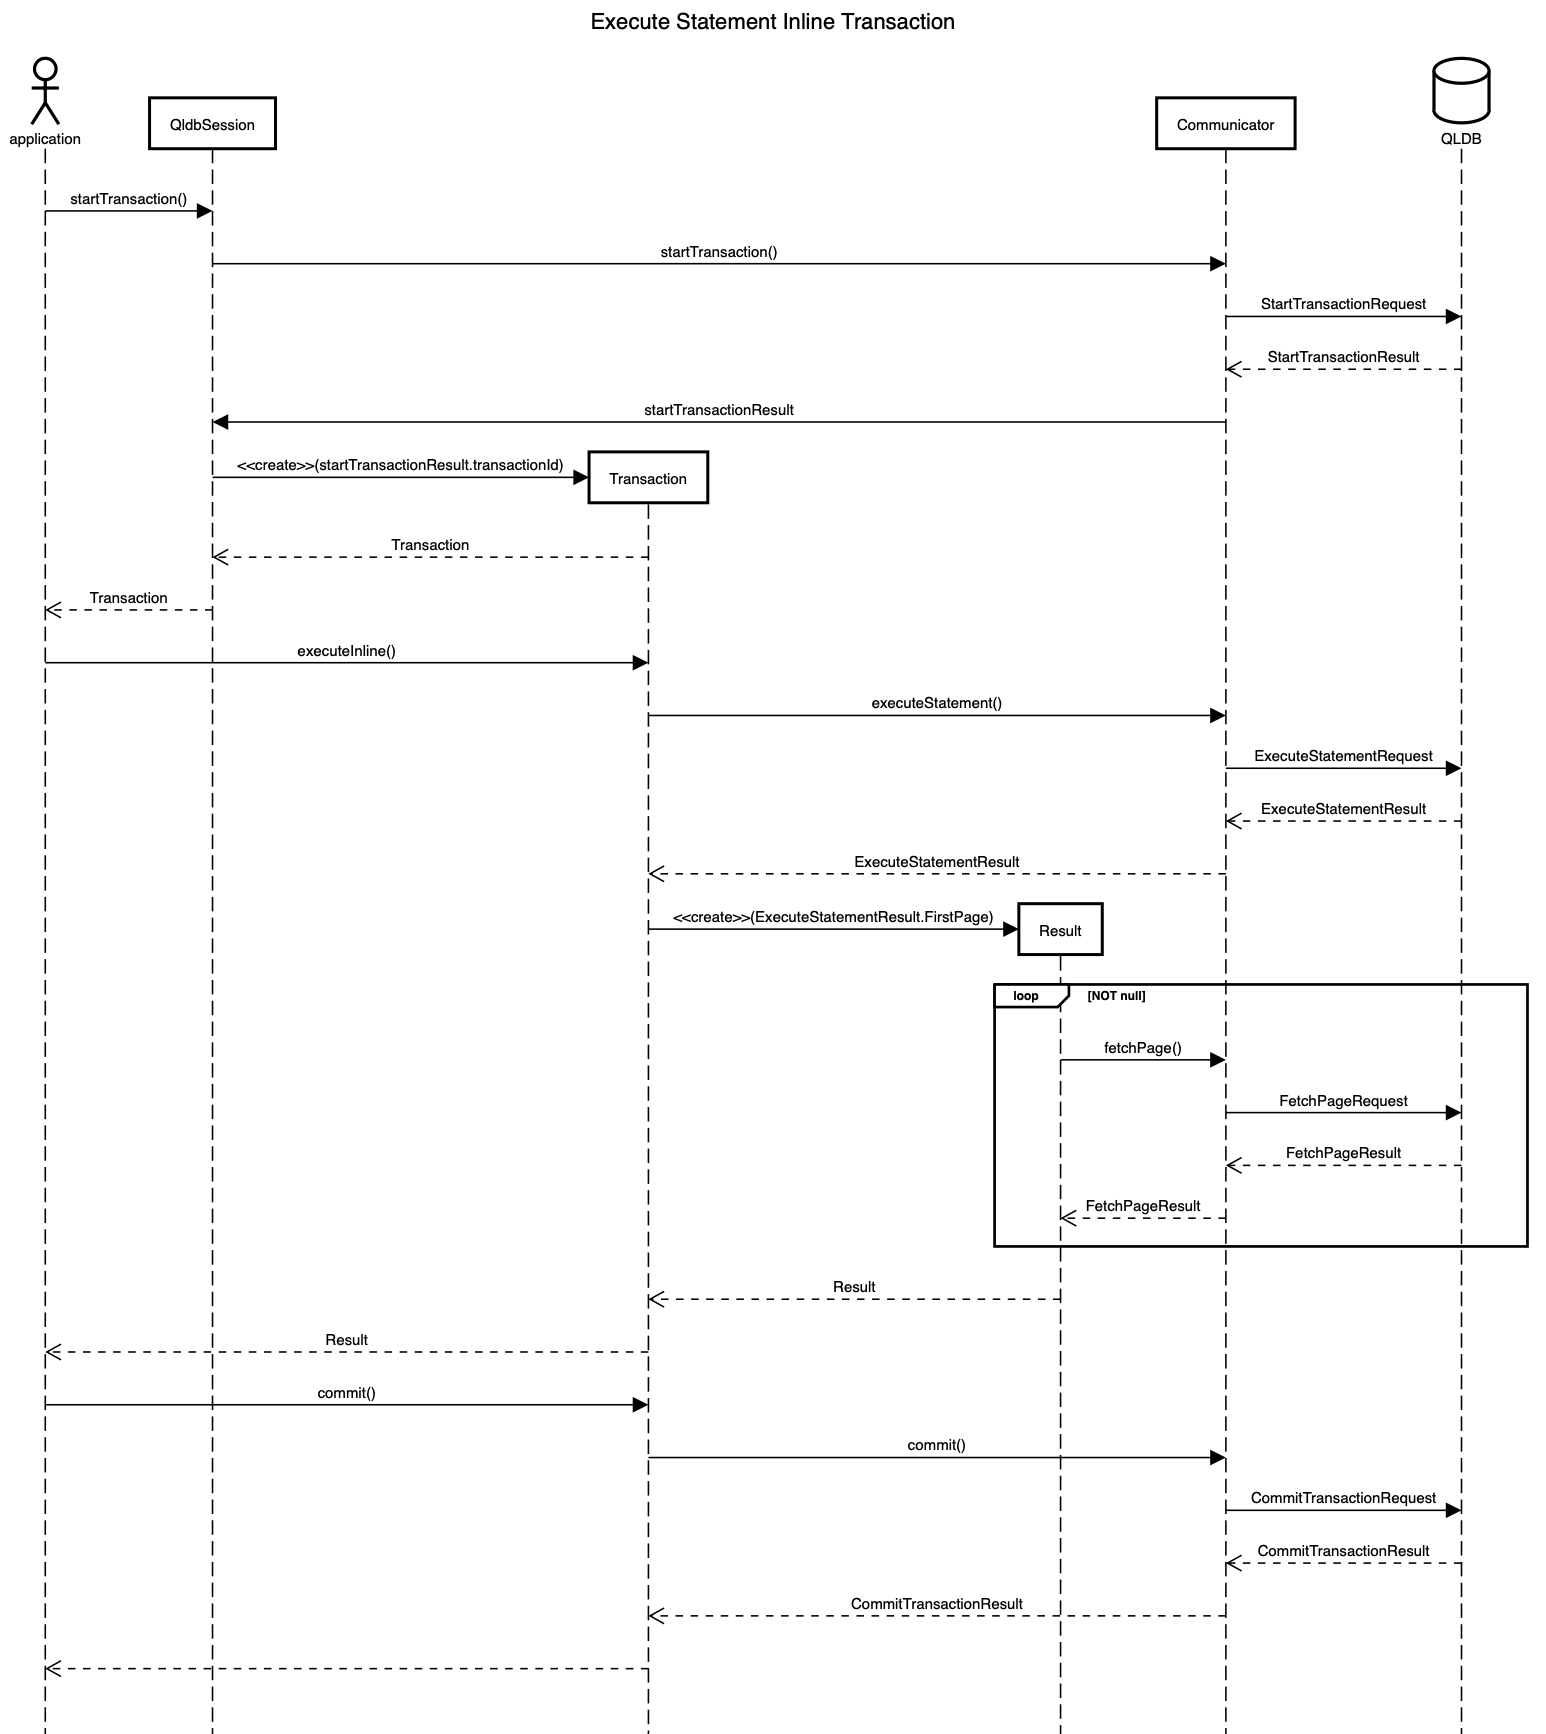 Execute Statement Inline Transaction
application
QldbSession
Communicator
QLDB
startTransaction()
startTransaction()
StartTransactionRequest
StartTransactionResult
startTransactionResult
<<create>>(startTransactionResult.transactionId)
Transaction
Transaction
Transaction
executeInline()
executeStatement()
ExecuteStatementRequest
ExecuteStatementResult
ExecuteStatementResult
<<create>>(ExecuteStatementResult.FirstPage)
Result
loop
[NOT null]
fetchPage()
FetchPageRequest
FetchPageResult
FetchPageResult
Result
Result
commit()
commit()
CommitTransactionRequest
CommitTransactionResult
CommitTransactionResult